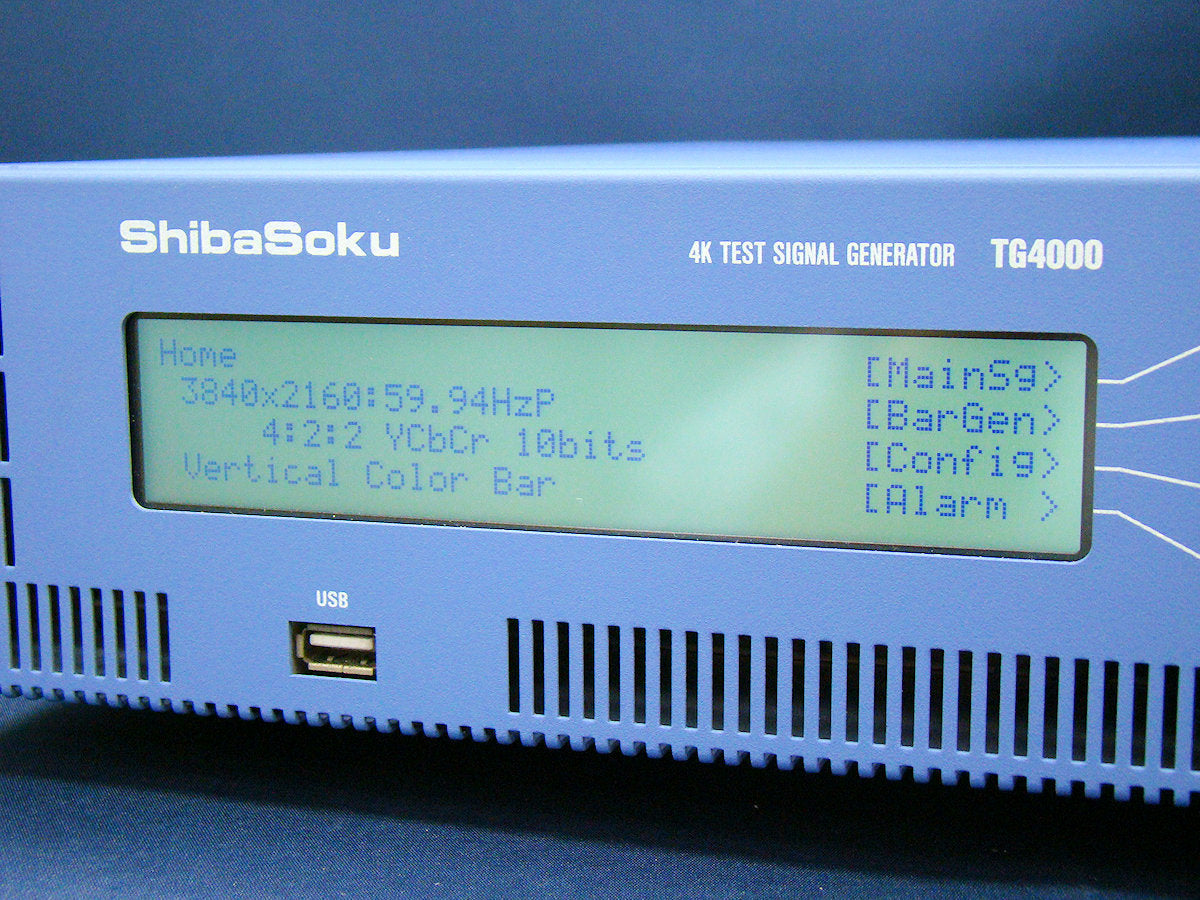 ShibaSoku
4K TEST SIGNAL GENERATOR TG4000
Home [MainSg>
3840x2160:59.94HzP [BarGen>
4:2:2 YCbCr 10bits [Config>
Vertical Color Bar [Alarm >
USB